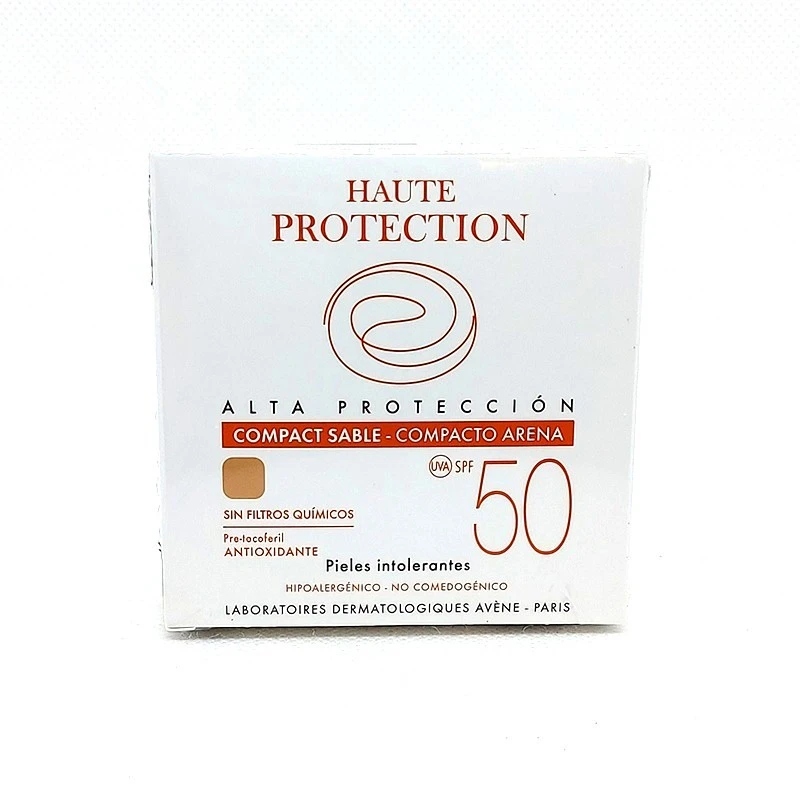 HAUTE
PROTECTION
ALTA PROTECCIÓN
COMPACT SABLE - COMPACTO ARENA
UVA SPF 50
SIN FILTROS QUÍMICOS
Pre-tocoferil
ANTIOXIDANTE
Pieles intolerantes
HIPOALERGÉNICO - NO COMEDOGÉNICO
LABORATOIRES DERMATOLOGIQUES AVÈNE - PARIS